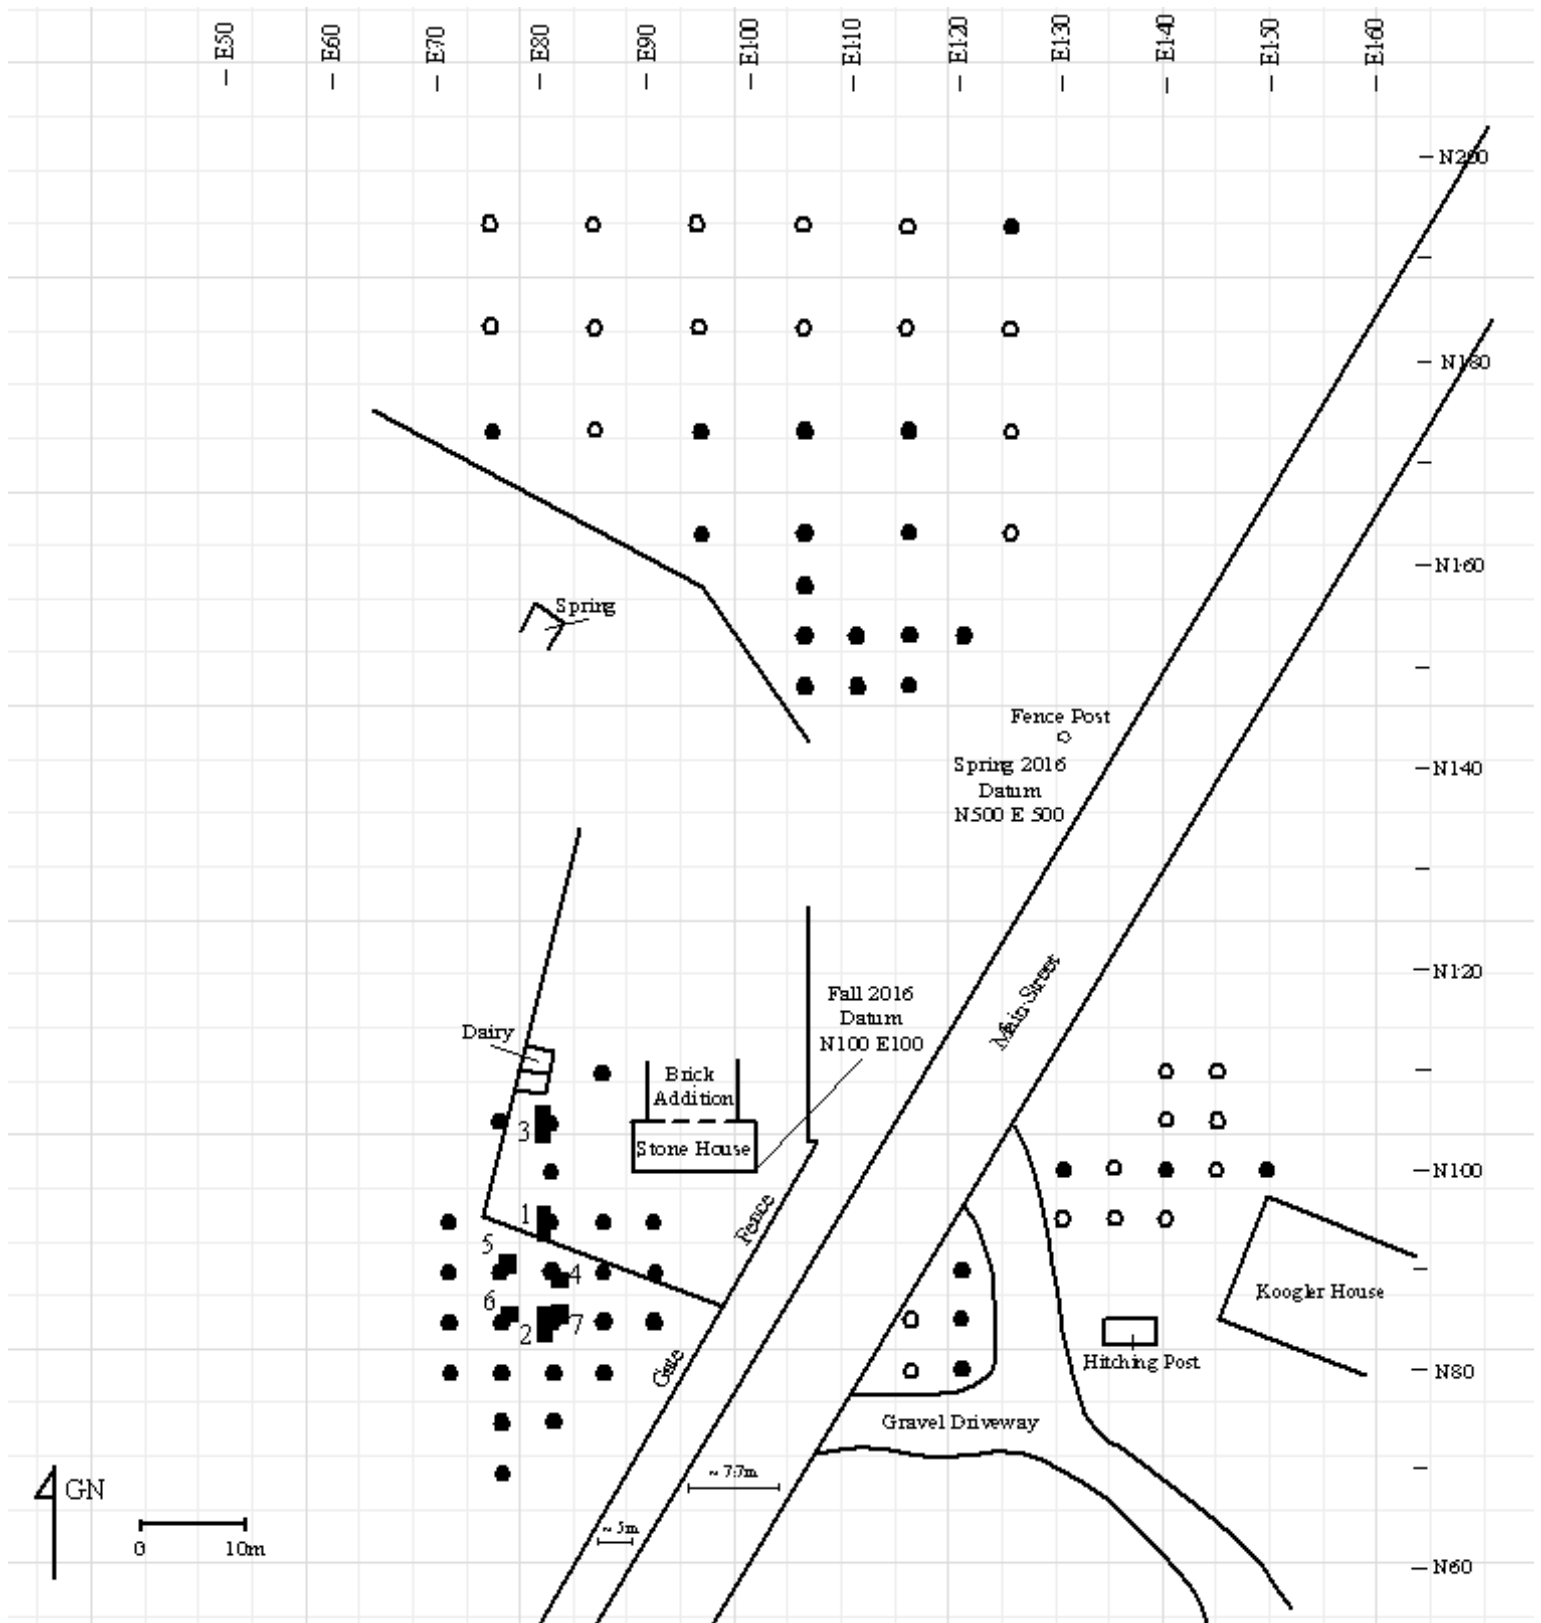 E50
E60
E70
E80
E90
E100
E110
E120
E130
E140
E150
E160
N200
N180
N160
Spring
Fence Post
Spring 2016
Datum
N500 E 500
N140
N120
Main Street
Fall 2016
Datum
N100 E100
Dairy
Brick
Addition
Stone House
3
N100
1
Fence
5
4
6
7
2
Koogler House
Hitching Post
N80
Gate
Gravel Driveway
~ 7.7m
~ 5m
GN
0 10m
N60